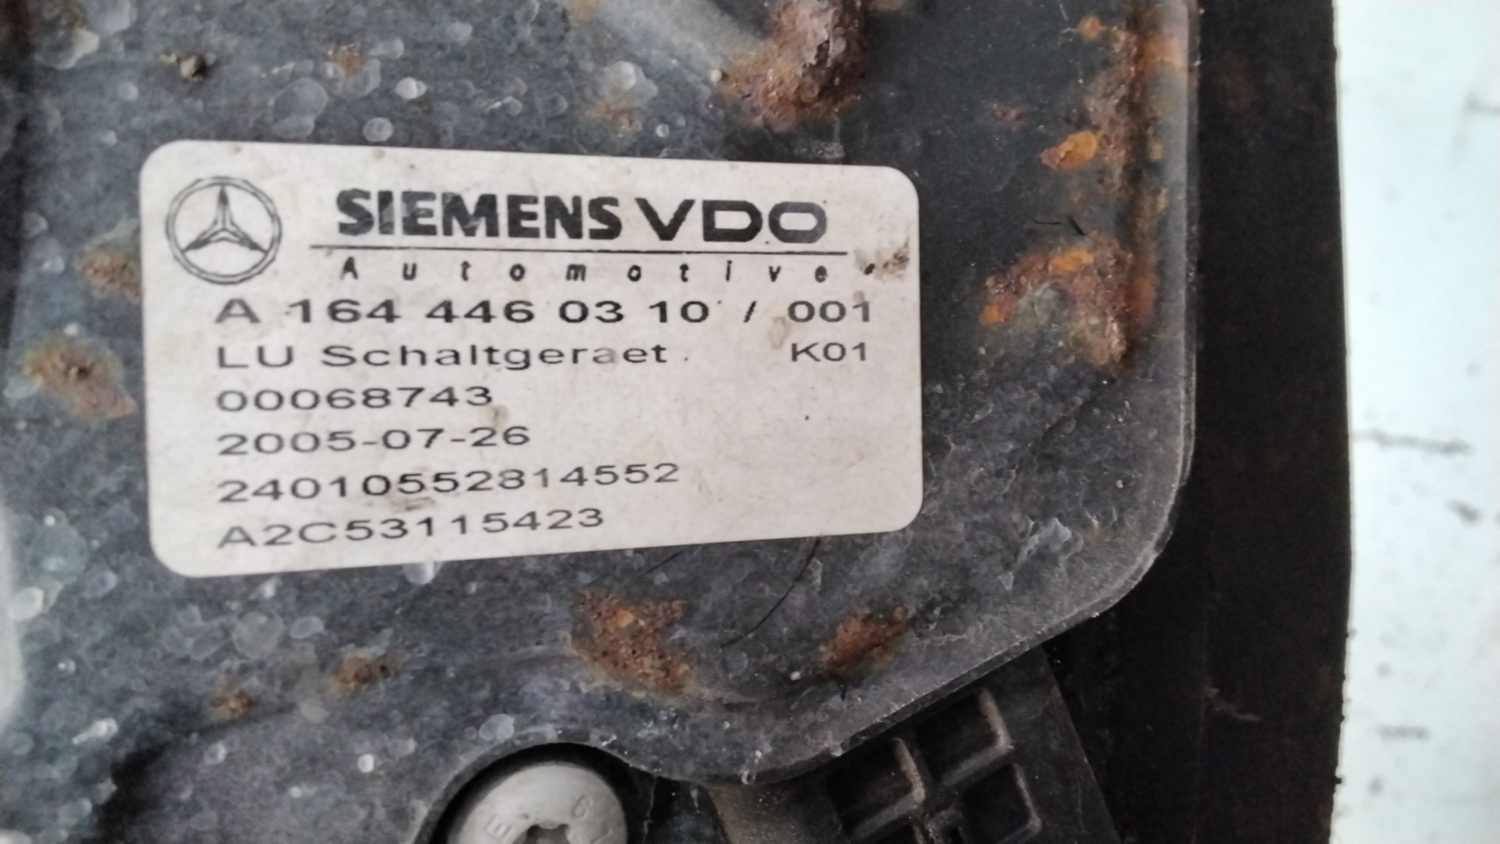 SIEMENS VDO
Automotive
A 164 446 03 10 / 001
LU Schaltgeraet K01
00068743
2005-07-26
24010552814552
A2C53115423